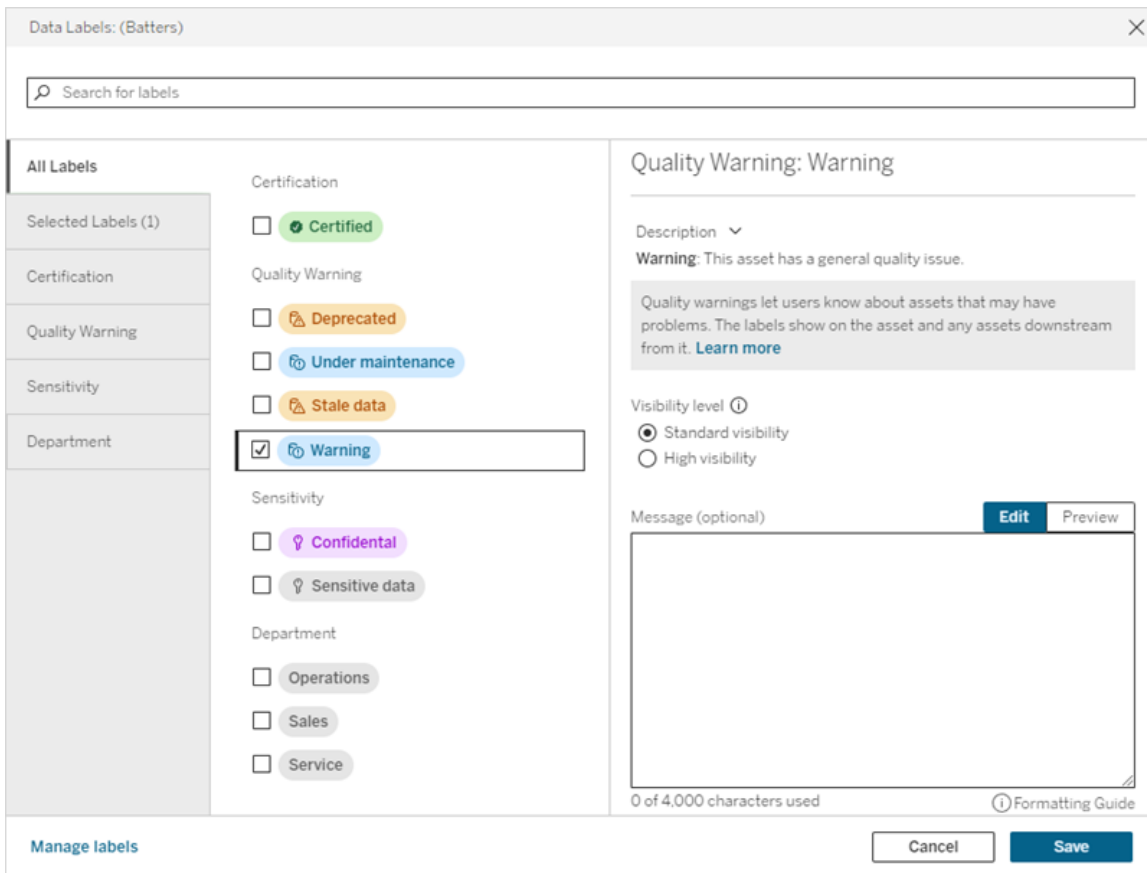 Data Labels: (Batters)
Search for labels
All Labels
Selected Labels (1)
Certification
Quality Warning
Sensitivity
Department
Certification
Certified
Quality Warning
Deprecated
Under maintenance
Stale data
Warning
Sensitivity
Confidental
Sensitive data
Department
Operations
Sales
Service
Quality Warning: Warning
Description
Warning: This asset has a general quality issue.
Quality warnings let users know about assets that may have
problems. The labels show on the asset and any assets downstream
from it. Learn more
Visibility level
Standard visibility
High visibility
Message (optional)
Edit
Preview
0 of 4,000 characters used
Formatting Guide
Manage labels
Cancel
Save